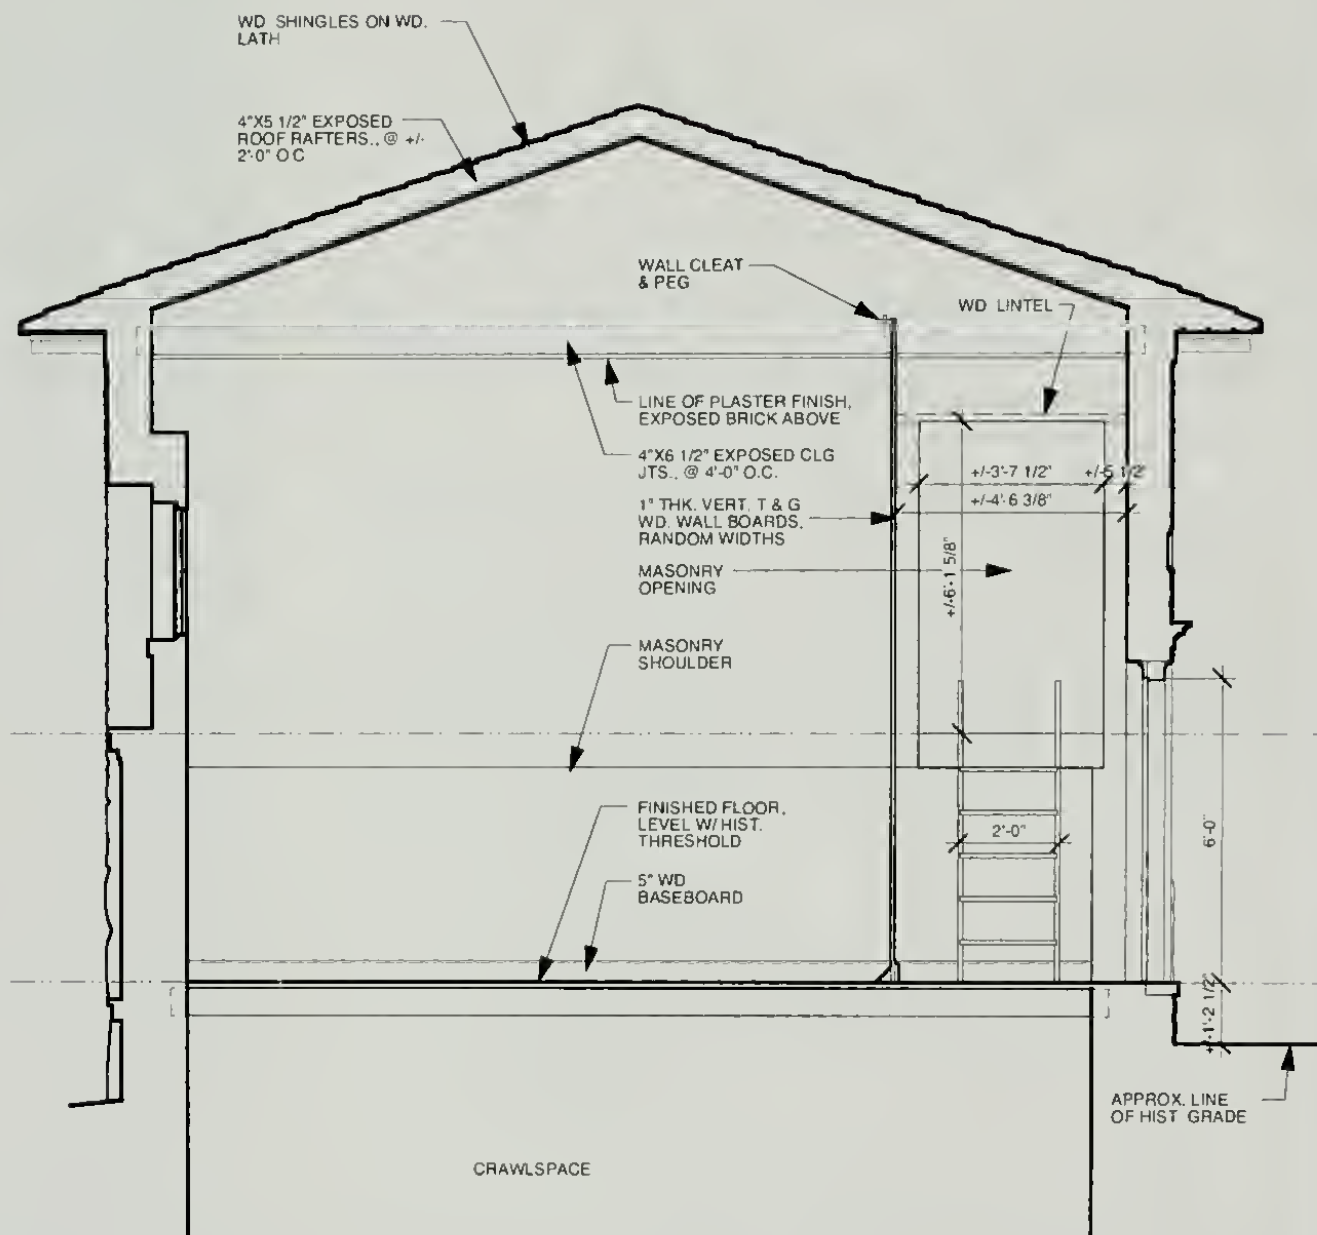 WD SHINGLES ON WD.
LATH
4"X5 1/2" EXPOSED
ROOF RAFTERS., @ +/-
2'-0" O C
WALL CLEAT
& PEG
WD LINTEL
LINE OF PLASTER FINISH,
EXPOSED BRICK ABOVE
4"X6 1/2" EXPOSED CLG
JTS., @ 4'-0" O.C.
+/-3'-7 1/2"
+/-5 1/2"
+/-4'-6 3/8"
1" THK. VERT. T & G
WD. WALL BOARDS,
RANDOM WIDTHS
MASONRY
OPENING
+/-6'-1 5/8"
MASONRY
SHOULDER
FINISHED FLOOR,
LEVEL W/ HIST.
THRESHOLD
2'-0"
6'-0"
5" WD
BASEBOARD
+/-1'-2 1/2"
APPROX. LINE
OF HIST GRADE
CRAWLSPACE